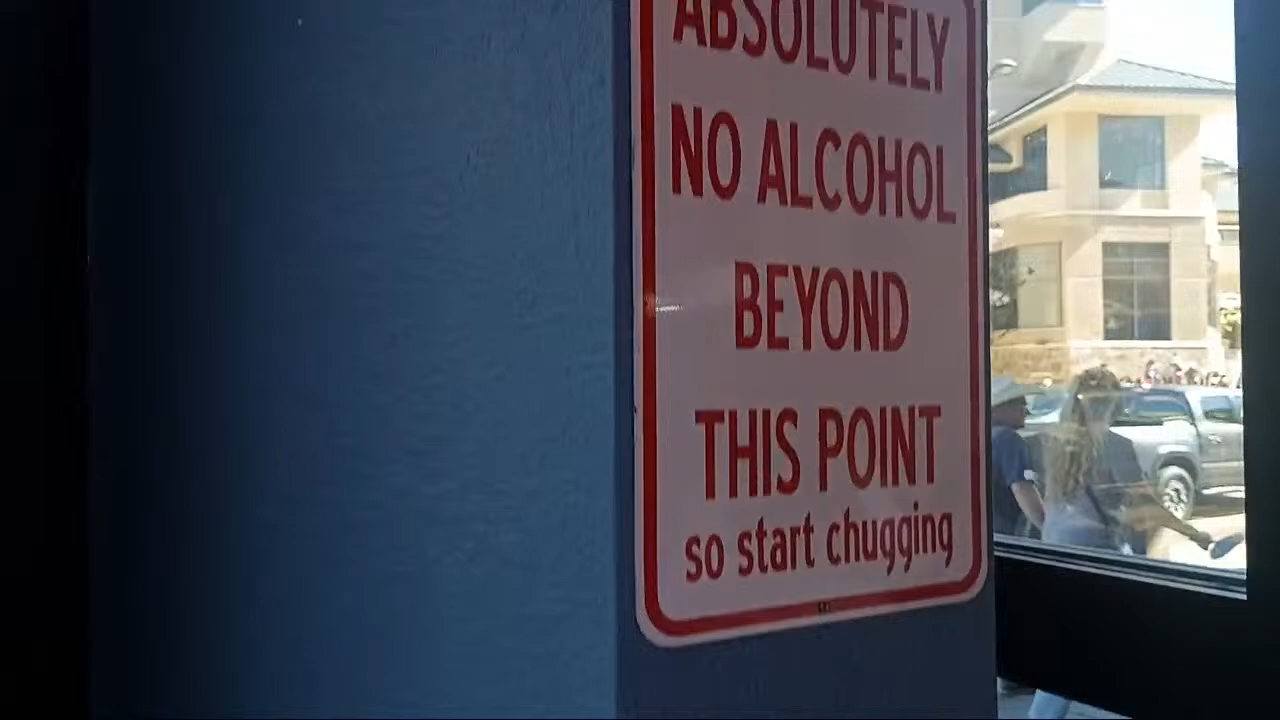 ABSOLUTELY
NO ALCOHOL
BEYOND
THIS POINT
so start chugging